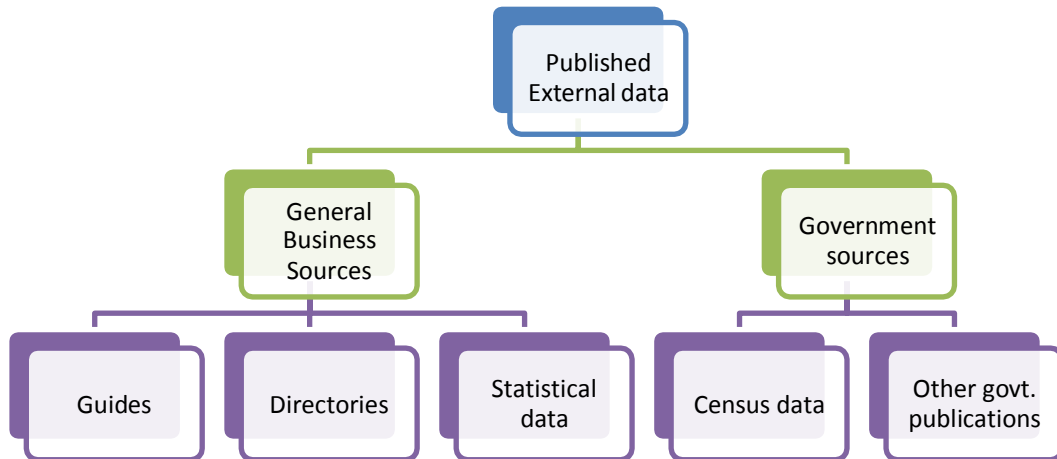 Published
External data
General
Business
Sources
Government
sources
Guides
Directories
Statistical
data
Census data
Other govt.
publications